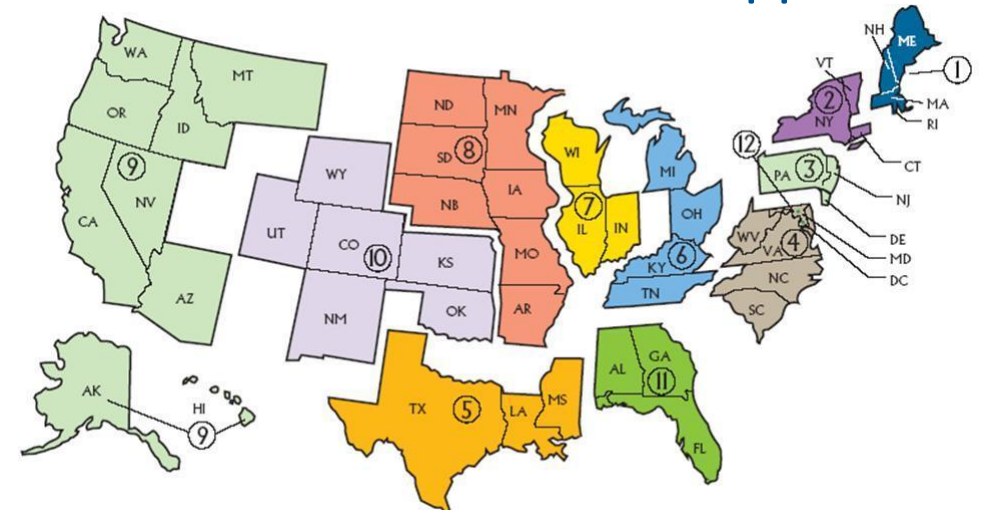 NH
ME
WA
VT
1
MT
ND
MN
2
MA
OR
NY
RI
ID
12
8
SD
WI
CT
9
3
MI
PA
WY
IA
NJ
NV
NB
7
OH
CA
UT
IL
IN
DE
CO
WV
4
MD
10
MO
6
VA
KS
KY
DC
NC
TN
AZ
OK
AR
SC
NM
GA
AL
11
AK
MS
HI
TX
5
LA
9
FL